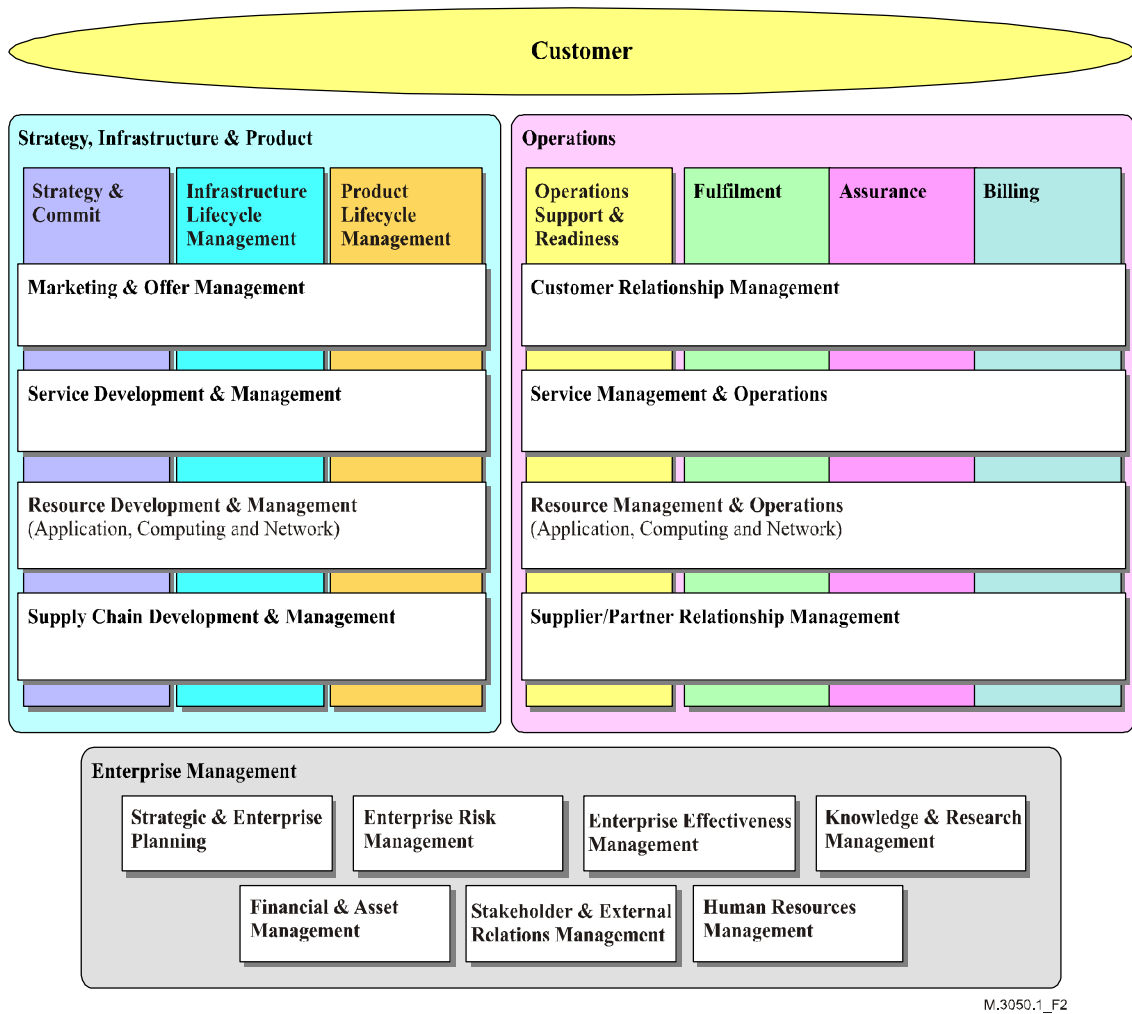 Customer
Strategy, Infrastructure & Product
Strategy &
Commit
Infrastructure
Lifecycle
Management
Product
Lifecycle
Management
Marketing & Offer Management
Service Development & Management
Resource Development & Management
(Application, Computing and Network)
Supply Chain Development & Management
Operations
Operations
Support &
Readiness
Fulfilment
Assurance
Billing
Customer Relationship Management
Service Management & Operations
Resource Management & Operations
(Application, Computing and Network)
Supplier/Partner Relationship Management
Enterprise Management
Strategic & Enterprise
Planning
Enterprise Risk
Management
Enterprise Effectiveness
Management
Knowledge & Research
Management
Financial & Asset
Management
Stakeholder & External
Relations Management
Human Resources
Management
M.3050.1_F2